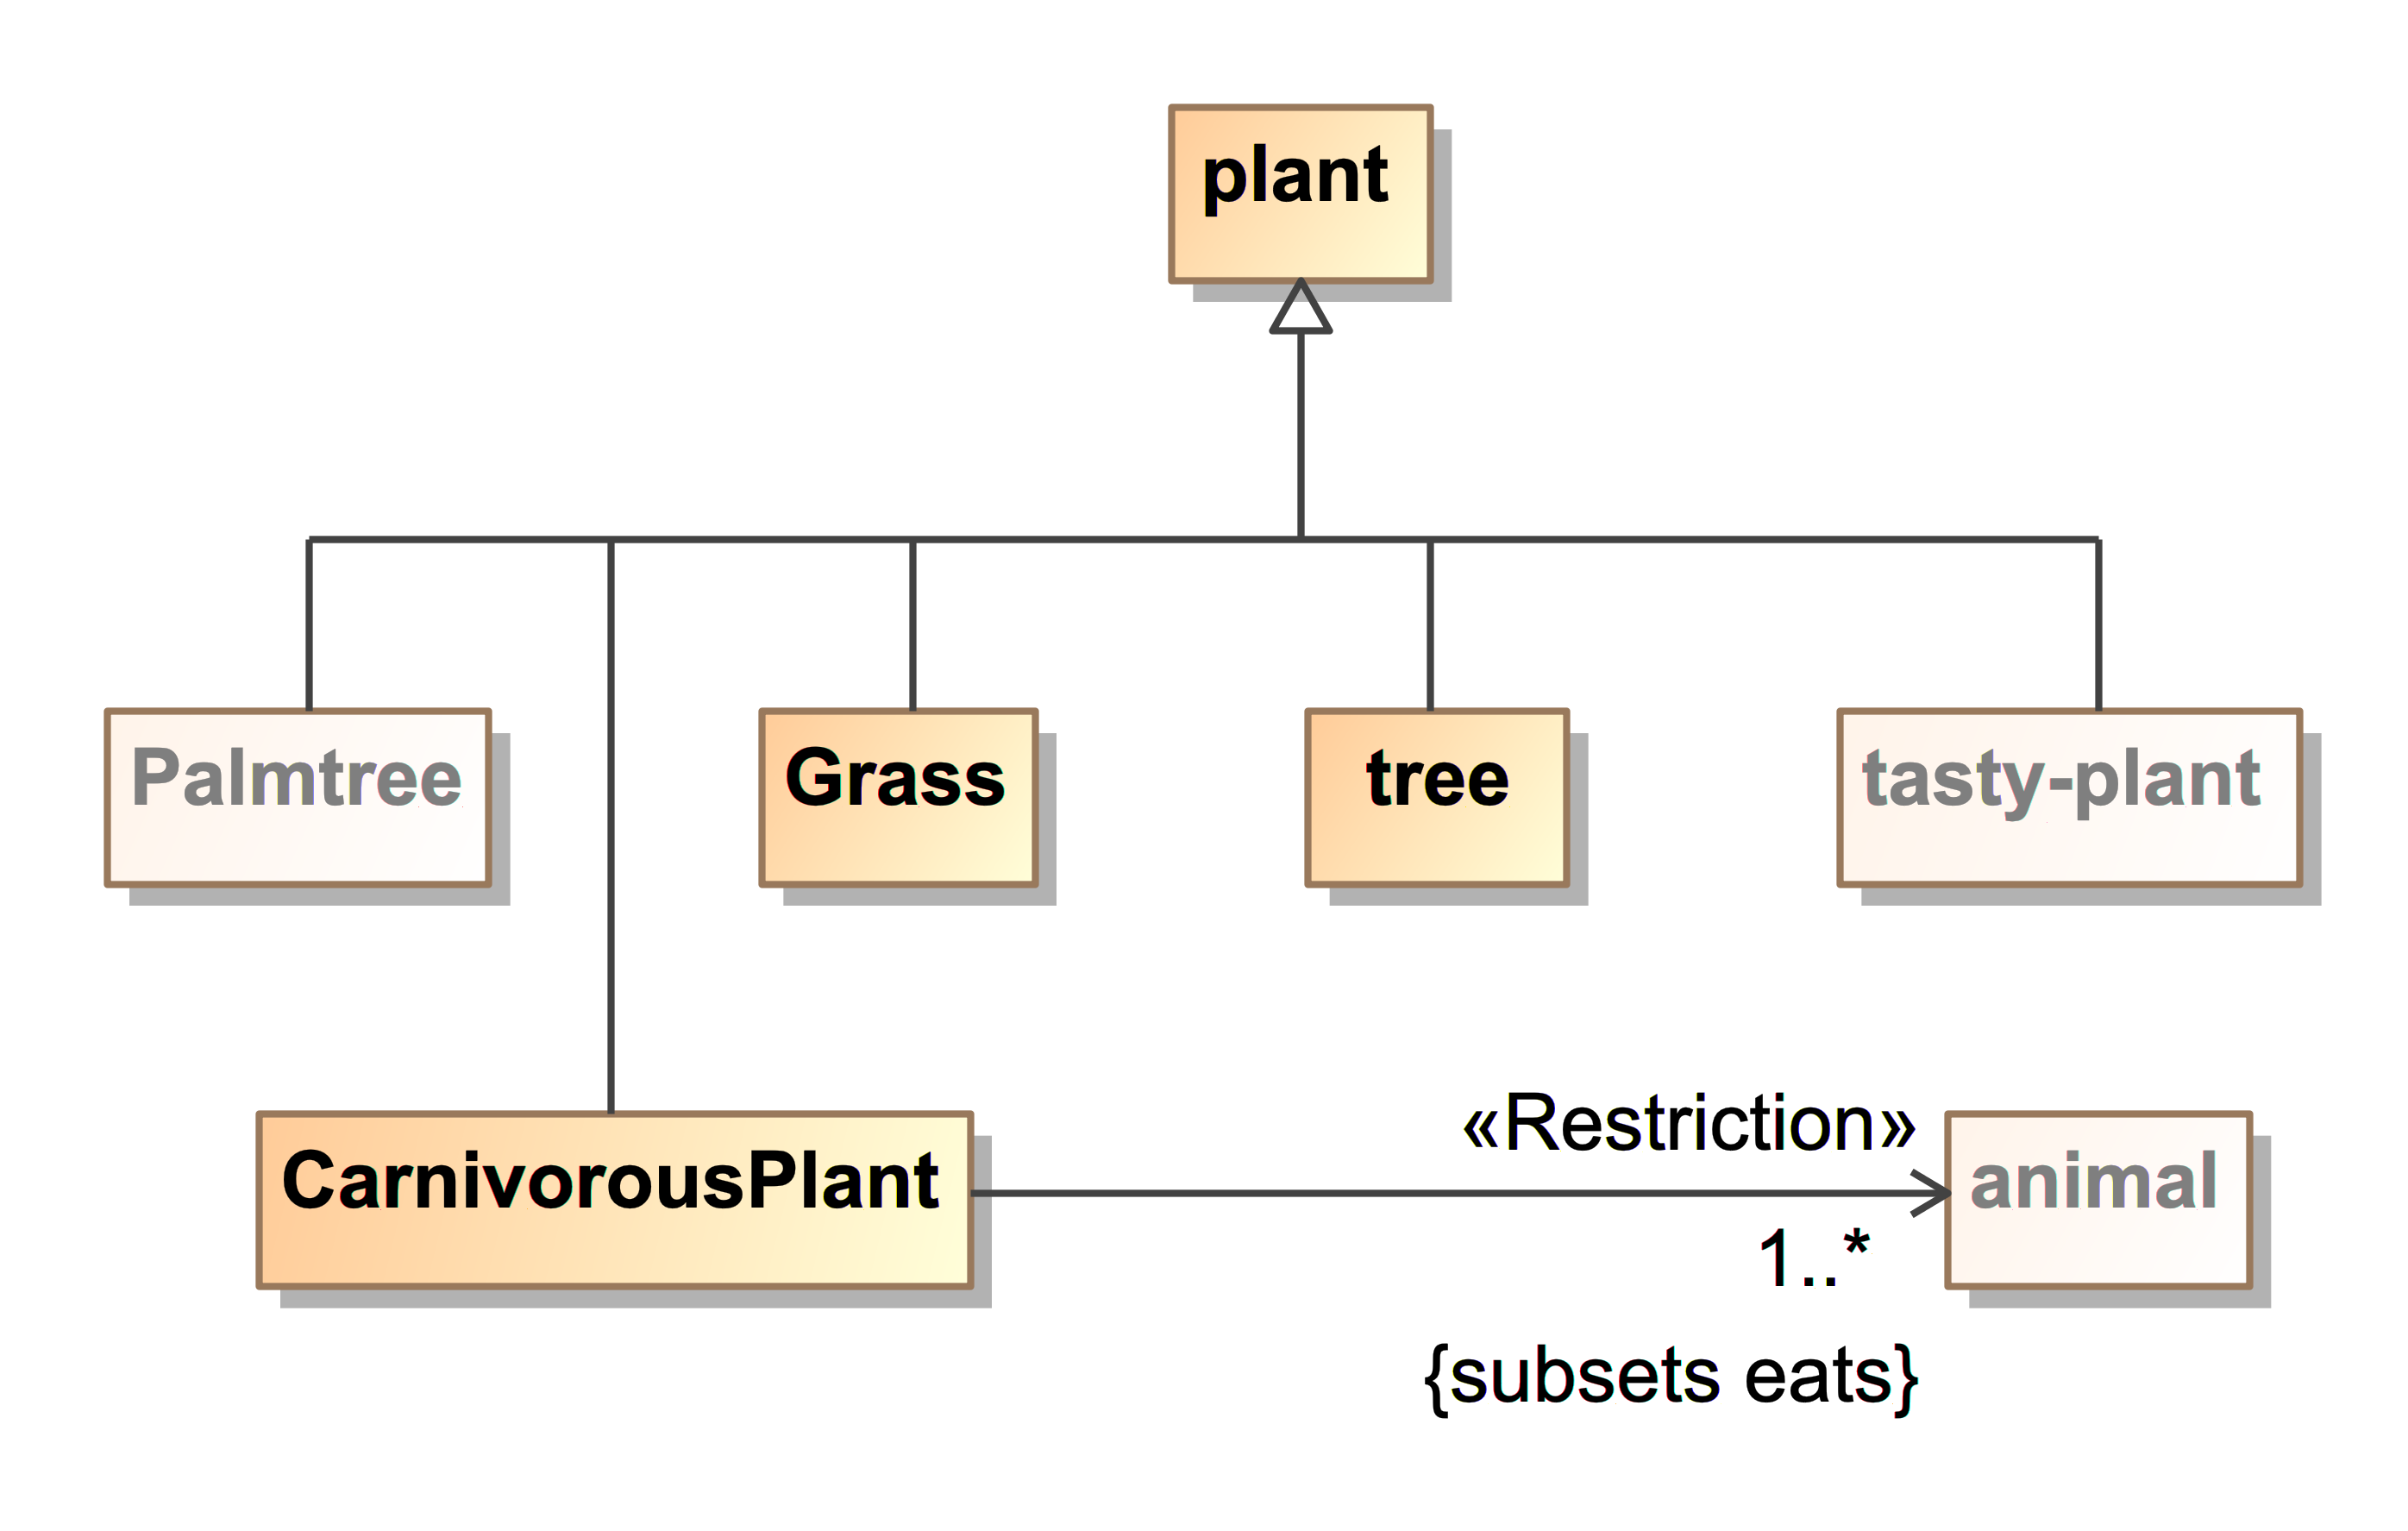 plant
Palmtree
Grass
tree
tasty-plant
CarnivorousPlant
«Restriction»
animal
1..*
{subsets eats}